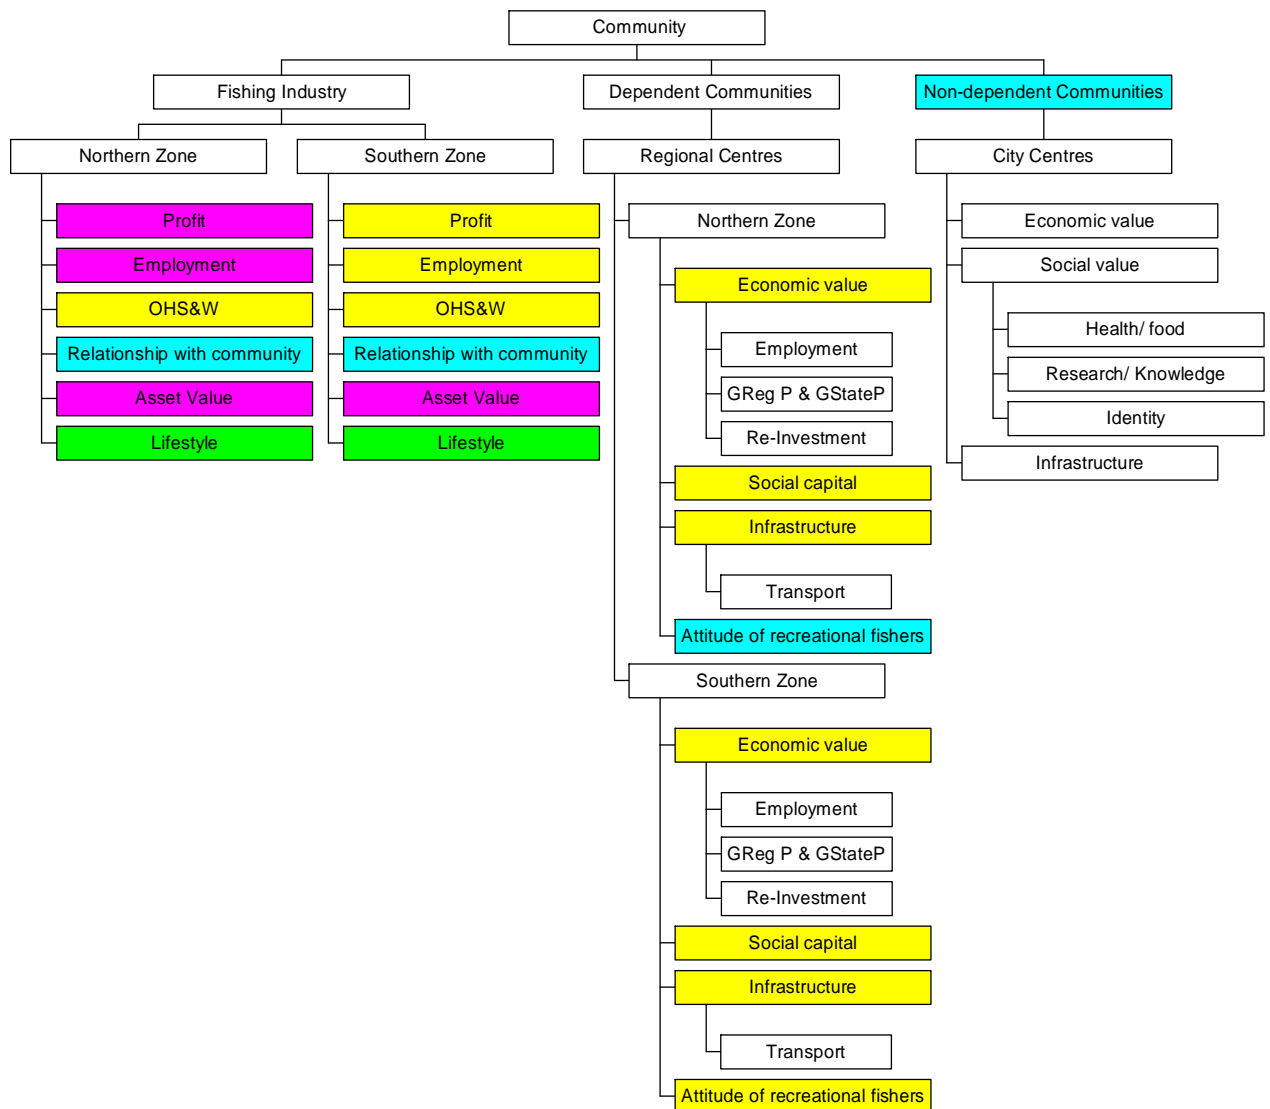 Community
Fishing Industry
Dependent Communities
Non-dependent Communities
Northern Zone
Southern Zone
Regional Centres
City Centres
Profit
Employment
OHS&W
Relationship with community
Asset Value
Lifestyle
Profit
Employment
OHS&W
Relationship with community
Asset Value
Lifestyle
Northern Zone
Economic value
Employment
GReg P & GStateP
Re-Investment
Social capital
Infrastructure
Transport
Attitude of recreational fishers
Southern Zone
Economic value
Employment
GReg P & GStateP
Re-Investment
Social capital
Infrastructure
Transport
Attitude of recreational fishers
Economic value
Social value
Health/ food
Research/ Knowledge
Identity
Infrastructure